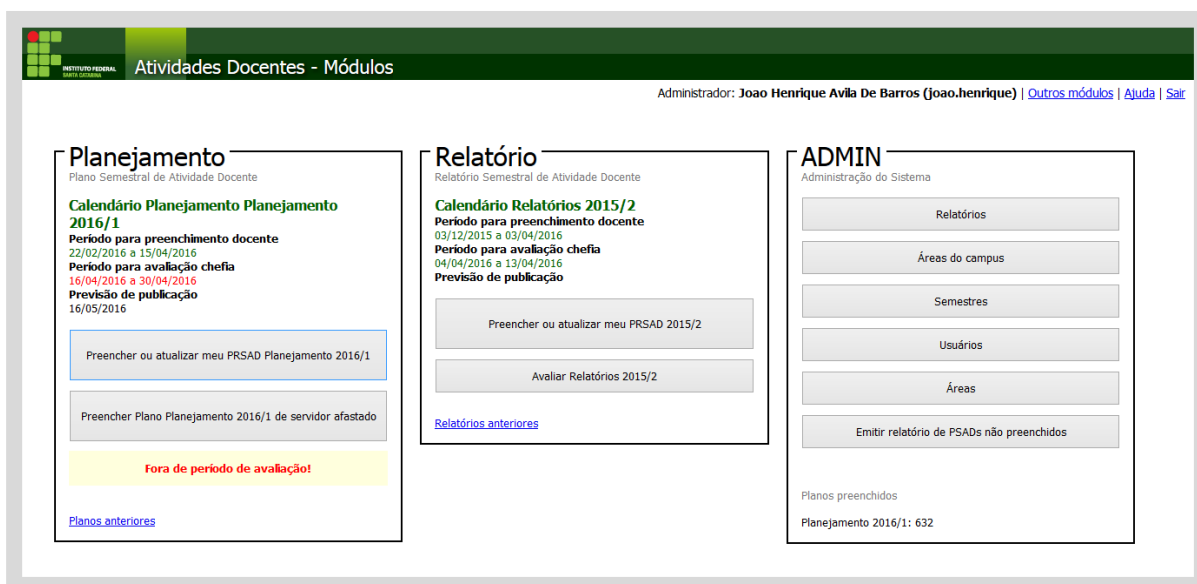 INSTITUTO FEDERAL
SANTA CATARINA
Atividades Docentes - Módulos
Administrador: Joao Henrique Avila De Barros (joao.henrique) | Outros módulos | Ajuda | Sair
Planejamento
Plano Semestral de Atividade Docente
Calendário Planejamento Planejamento
2016/1
Período para preenchimento docente
22/02/2016 a 15/04/2016
Período para avaliação chefia
16/04/2016 a 30/04/2016
Previsão de publicação
16/05/2016
Preencher ou atualizar meu PRSAD Planejamento 2016/1
Preencher Plano Planejamento 2016/1 de servidor afastado
Fora de período de avaliação!
Planos anteriores
Relatório
Relatório Semestral de Atividade Docente
Calendário Relatórios 2015/2
Período para preenchimento docente
03/12/2015 a 03/04/2016
Período para avaliação chefia
04/04/2016 a 13/04/2016
Previsão de publicação
Preencher ou atualizar meu PRSAD 2015/2
Avaliar Relatórios 2015/2
Relatórios anteriores
ADMIN
Administração do Sistema
Relatórios
Áreas do campus
Semestres
Usuários
Áreas
Emitir relatório de PSADs não preenchidos
Planos preenchidos
Planejamento 2016/1: 632